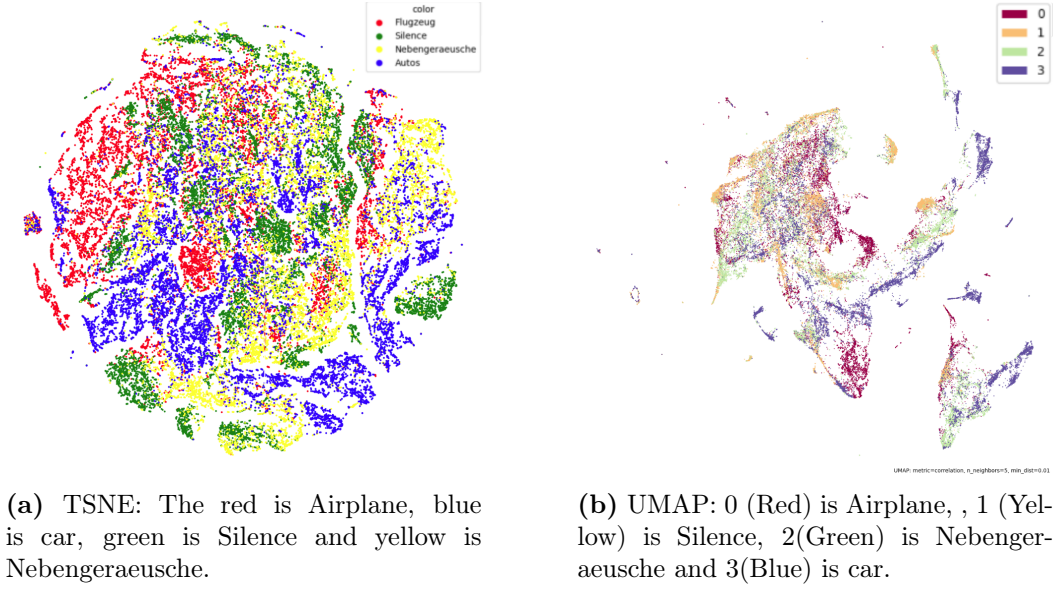 color
Flugzeug
Silence
Nebengeraeusche
Autos
0
1
2
3
UMAP: metric=correlation, n_neighbors=5, min_dist=0.01
(a) TSNE: The red is Airplane, blue
is car, green is Silence and yellow is
Nebengeraeusche.
(b) UMAP: 0 (Red) is Airplane, , 1 (Yel-
low) is Silence, 2(Green) is Nebenger-
aeusche and 3(Blue) is car.